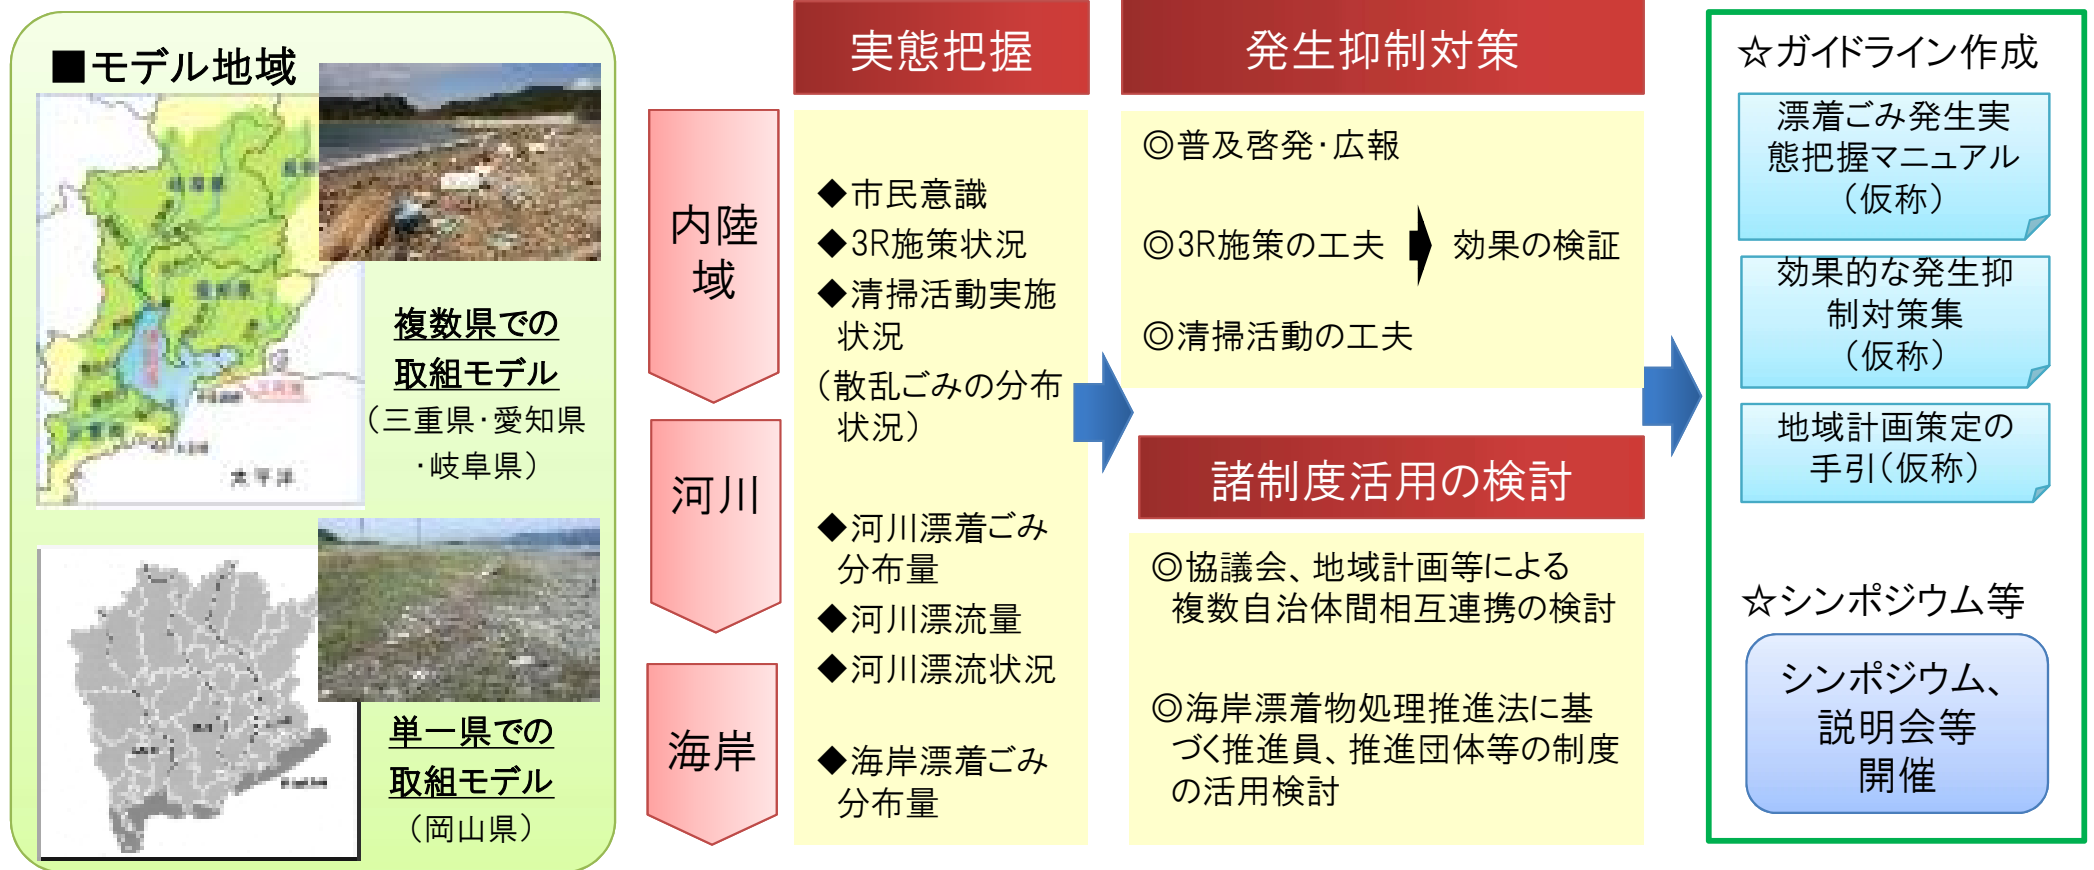 ■モデル地域
複数県での
取組モデル
（三重県・愛知県
・岐阜県）
太平洋
単一県での
取組モデル
（岡山県）
内陸
域
河川
海岸
実態把握
◆市民意識
◆3R施策状況
◆清掃活動実施
状況
（散乱ごみの分布
状況）
◆河川漂着ごみ
分布量
◆河川漂流量
◆河川漂流状況
◆海岸漂着ごみ
分布量
発生抑制対策
◎普及啓発・広報
◎3R施策の工夫
効果の検証
◎清掃活動の工夫
諸制度活用の検討
◎協議会、地域計画等による
複数自治体間相互連携の検討
◎海岸漂着物処理推進法に基
づく推進員、推進団体等の制度
の活用検討
☆ガイドライン作成
漂着ごみ発生実
態把握マニュアル
（仮称）
効果的な発生抑
制対策集
（仮称）
地域計画策定の
手引（仮称）
☆シンポジウム等
シンポジウム、
説明会等
開催